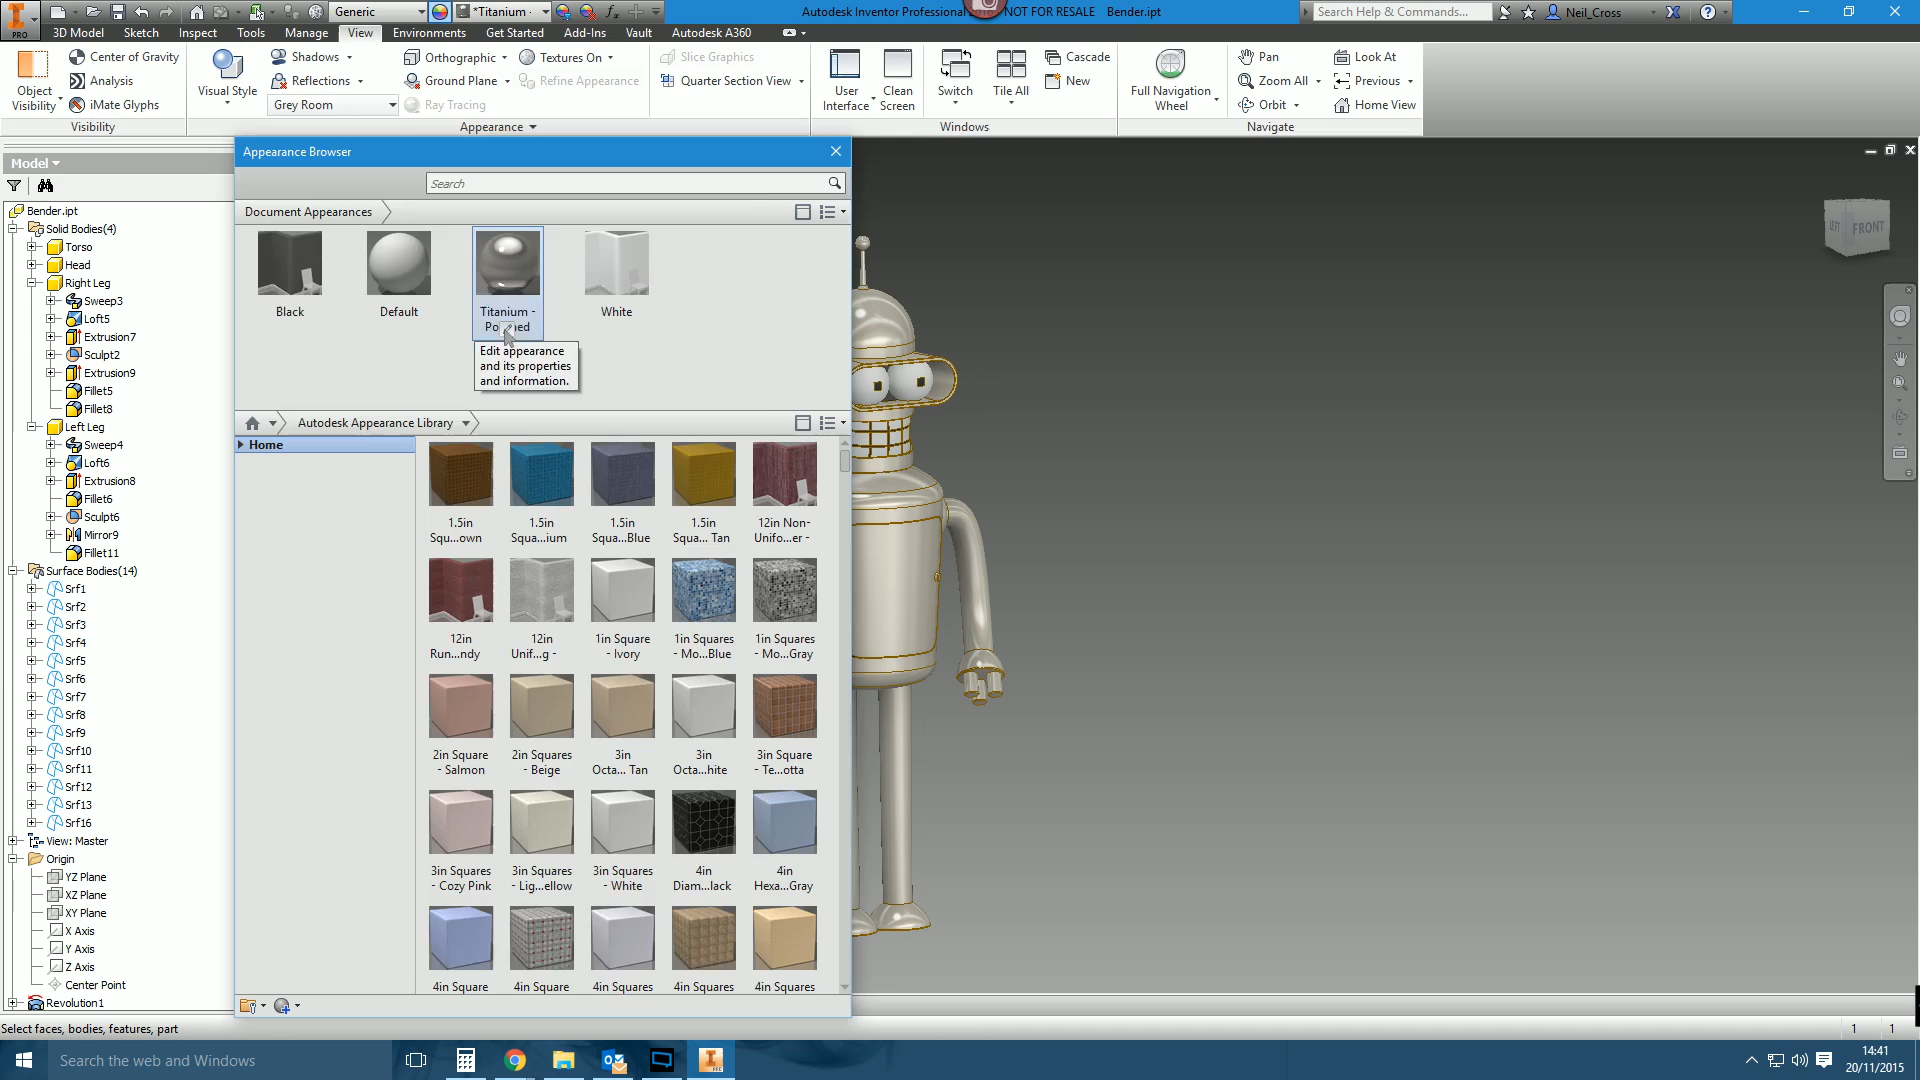 Generic
*Titanium -
Autodesk Inventor Professional
NOT FOR RESALE
Bender.ipt
Search Help & Commands...
Neil_Cross
PRO
3D Model
Sketch
Inspect
Tools
Manage
View
Environments
Get Started
Add-Ins
Vault
Autodesk A360
Object
Visibility
Center of Gravity
Analysis
iMate Glyphs
Visibility
Visual Style
Shadows
Reflections
Grey Room
Orthographic
Ground Plane
Ray Tracing
Textures On
Refine Appearance
Appearance
Slice Graphics
Quarter Section View
User
Interface
Clean
Screen
Switch
Tile All
Cascade
New
Windows
Full Navigation
Wheel
Pan
Zoom All
Orbit
Look At
Previous
Home View
Navigate
Model
Bender.ipt
Solid Bodies(4)
Torso
Head
Right Leg
Sweep3
Loft5
Extrusion7
Sculpt2
Extrusion9
Fillet5
Fillet8
Left Leg
Sweep4
Loft6
Extrusion8
Fillet6
Sculpt6
Mirror9
Fillet11
Surface Bodies(14)
Srf1
Srf2
Srf3
Srf4
Srf5
Srf6
Srf7
Srf8
Srf9
Srf10
Srf11
Srf12
Srf13
Srf16
View: Master
Origin
YZ Plane
XZ Plane
XY Plane
X Axis
Y Axis
Z Axis
Center Point
Revolution1
Appearance Browser
Search
Document Appearances
Black
Default
Titanium -
White
Edit appearance
and its properties
and information.
Autodesk Appearance Library
Home
1.5in
Squ...own
1.5in
Squa...ium
1.5in
Squa...Blue
1.5in
Squa... Tan
12in Non-
Unifo...er -
12in
Run...ndy
12in
Unif...g -
1in Square
- Ivory
1in Squares
- Mo...Blue
1in Squares
- Mo...Gray
2in Square
- Salmon
2in Squares
- Beige
3in
Octa... Tan
3in
Octa...hite
3in Square
- Te...otta
3in Squares
- Cozy Pink
3in Squares
- Lig...ellow
3in Squares
- White
4in
Diam...lack
4in
Hexa...Gray
4in Square
4in Square
4in Squares
4in Squares
4in Squares
LEFT
FRONT
Select faces, bodies, features, part
1
1
Search the web and Windows
PRO
14:41
20/11/2015